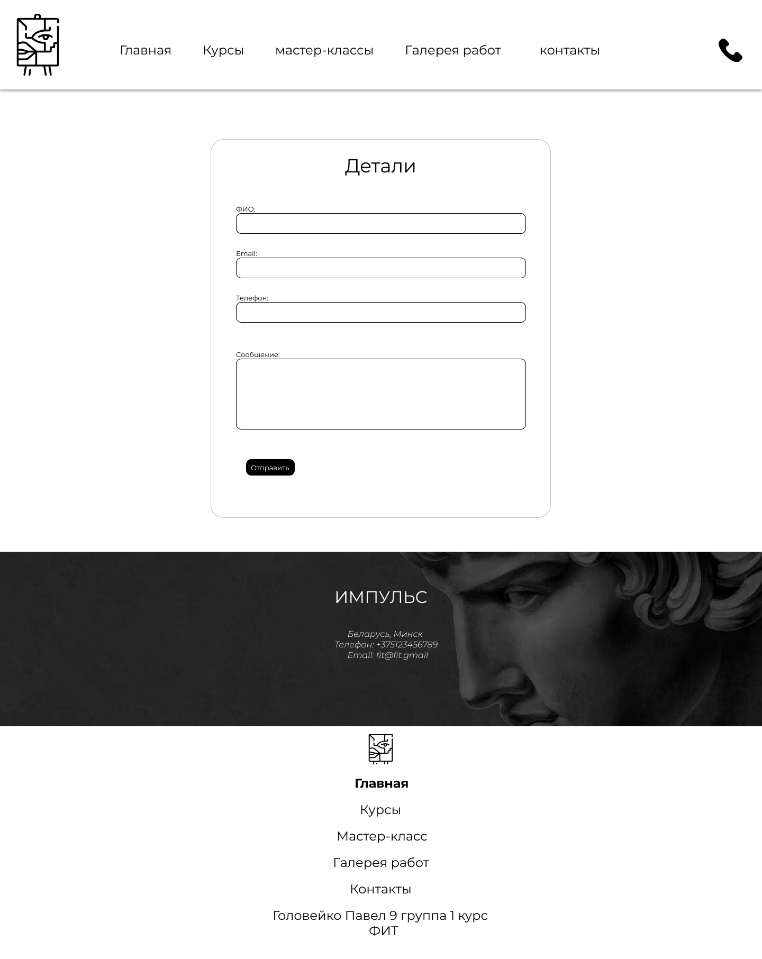 Главная Курсы мастер-классы Галерея работ контакты
Детали
ФИО:
Email:
Телефон:
Сообщение:
Отправить
ИМПУЛЬС
Беларусь, Минск
Телефон: +375123456789
Email: fit@fit.gmail
Главная
Курсы
Мастер-класс
Галерея работ
Контакты
Головейко Павел 9 группа 1 курс
ФИТ